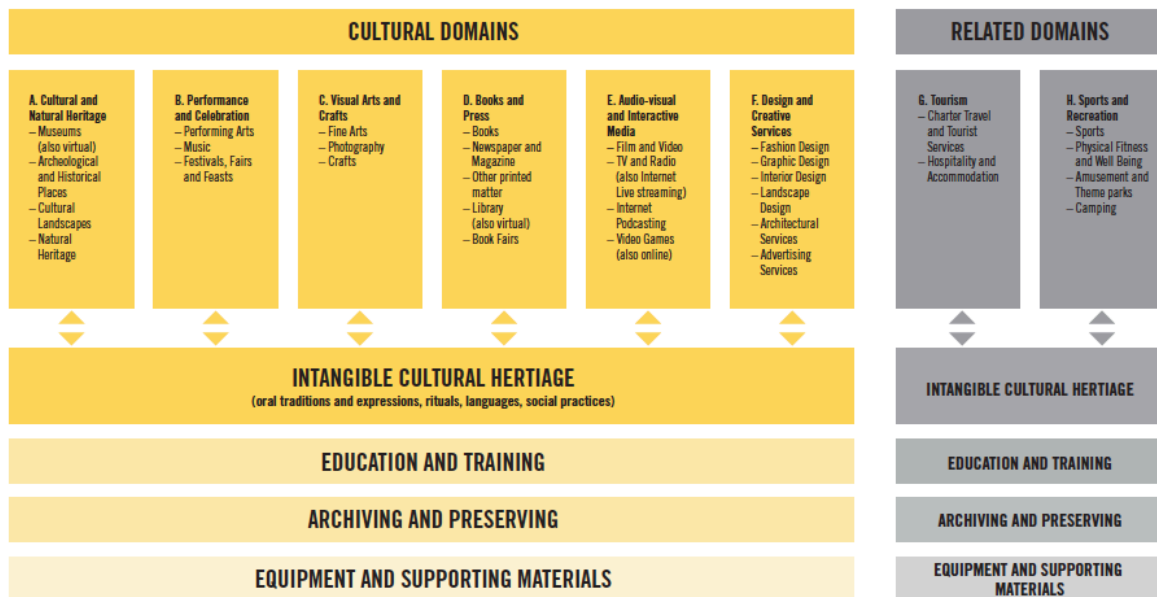 CULTURAL DOMAINS
RELATED DOMAINS
A. Cultural and
Natural Heritage
– Museums
(also virtual)
– Archeological
and Historical
Places
– Cultural
Landscapes
– Natural
Heritage
B. Performance
and Celebration
– Performing Arts
– Music
– Festivals, Fairs
and Feasts
C. Visual Arts and
Crafts
– Fine Arts
– Photography
– Crafts
D. Books and
Press
– Books
– Newspaper and
Magazine
– Other printed
matter
– Library
(also virtual)
– Book Fairs
E. Audio-visual
and Interactive
Media
– Film and Video
– TV and Radio
(also Internet
Live streaming)
– Internet
Podcasting
– Video Games
(also online)
F. Design and
Creative
Services
– Fashion Design
– Graphic Design
– Interior Design
– Landscape
Design
– Architectural
Services
– Advertising
Services
G. Tourism
– Charter Travel
and Tourist
Services
– Hospitality and
Accommodation
H. Sports and
Recreation
– Sports
– Physical Fitness
and Well Being
– Amusement and
Theme parks
– Camping
INTANGIBLE CULTURAL HERTIAGE
(oral traditions and expressions, rituals, languages, social practices)
INTANGIBLE CULTURAL HERTIAGE
EDUCATION AND TRAINING
EDUCATION AND TRAINING
ARCHIVING AND PRESERVING
ARCHIVING AND PRESERVING
EQUIPMENT AND SUPPORTING MATERIALS
EQUIPMENT AND SUPPORTING
MATERIALS